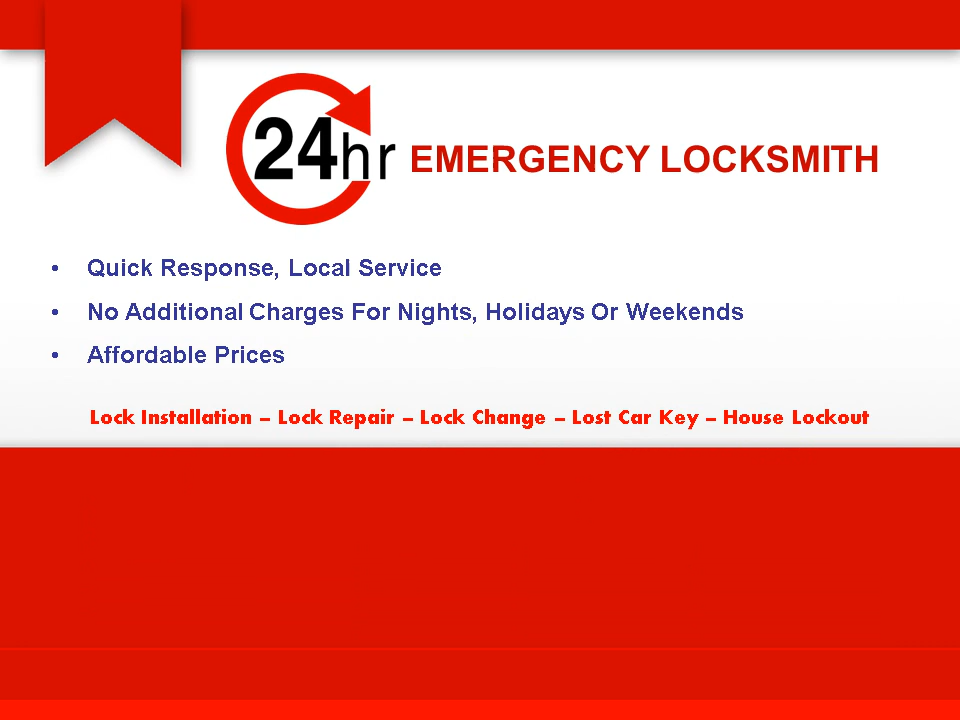 24hr EMERGENCY LOCKSMITH
• Quick Response, Local Service
• No Additional Charges For Nights, Holidays Or Weekends
• Affordable Prices
Lock Installation – Lock Repair – Lock Change – Lost Car Key – House Lockout